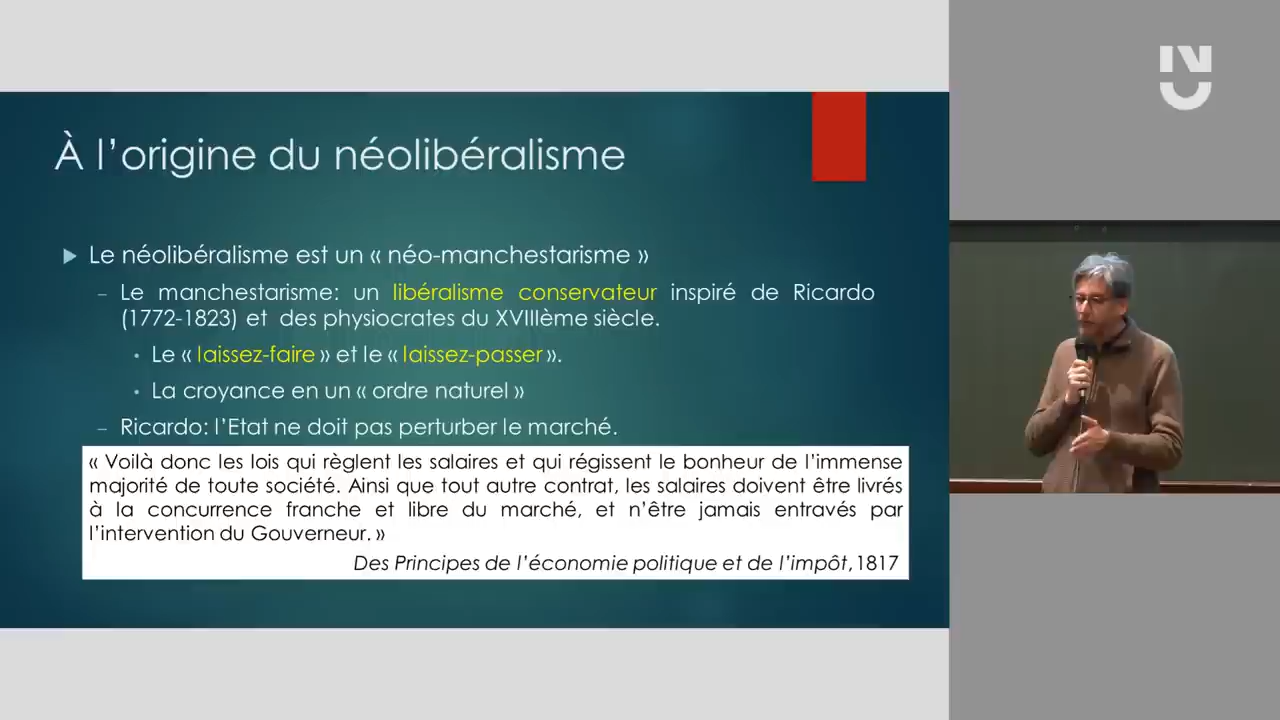 À l’origine du néolibéralisme
Le néolibéralisme est un « néo-manchestarisme »
– Le manchestarisme: un libéralisme conservateur inspiré de Ricardo
(1772-1823) et des physiocrates du XVIIIème siècle.
• Le « laissez-faire » et le « laissez-passer ».
• La croyance en un « ordre naturel »
– Ricardo: l’Etat ne doit pas perturber le marché.
« Voilà donc les lois qui règlent les salaires et qui régissent le bonheur de l’immense
majorité de toute société. Ainsi que tout autre contrat, les salaires doivent être livrés
à la concurrence franche et libre du marché, et n’être jamais entravés par
l’intervention du Gouverneur. »
Des Principes de l’économie politique et de l’impôt, 1817